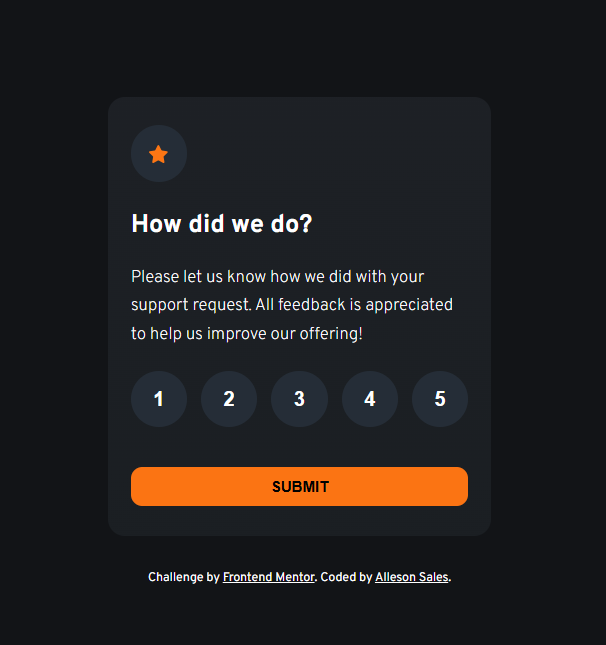 How did we do?
Please let us know how we did with your
support request. All feedback is appreciated
to help us improve our offering!
1 2 3 4 5
SUBMIT
Challenge by Frontend Mentor. Coded by Alleson Sales.